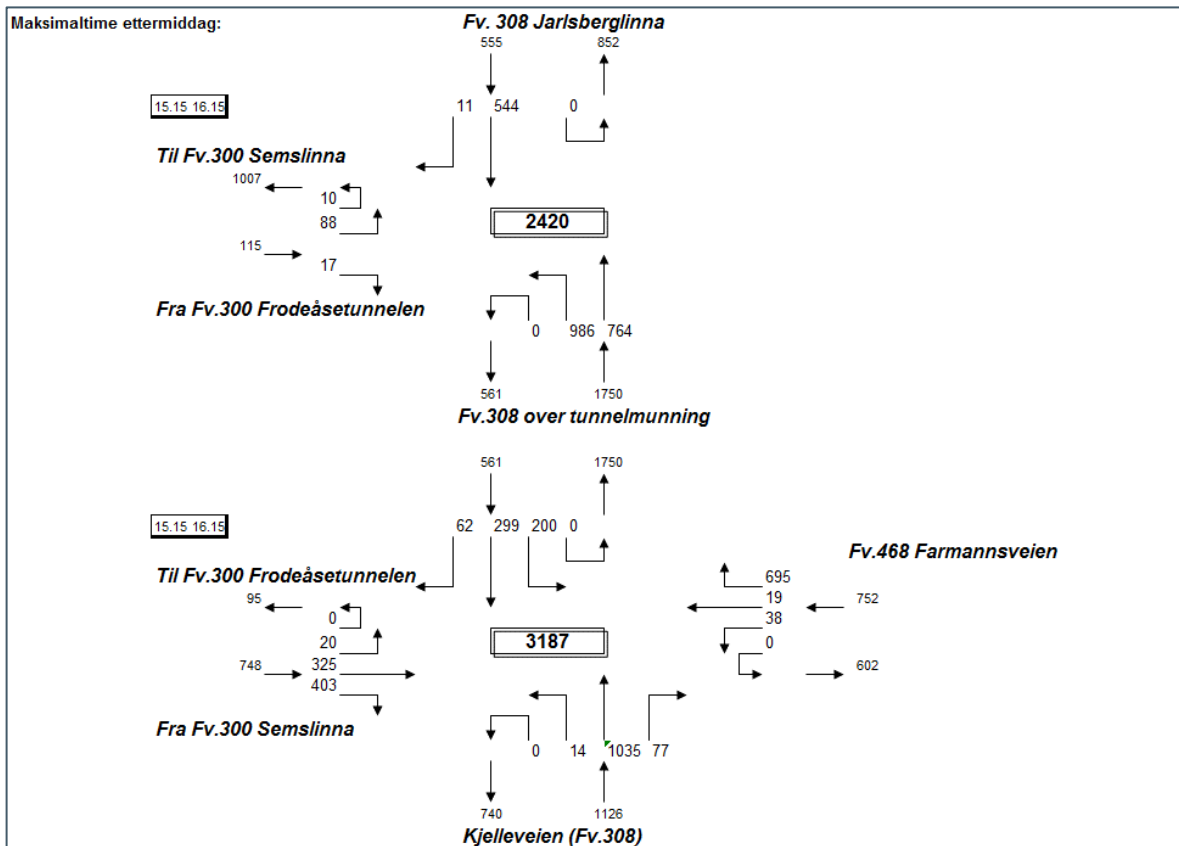 Maksimaltime ettermiddag:
Fv. 308 Jarlsberglinna
555 852
15.15 16.15
11 544 0
Til Fv.300 Semslinna
1007
10
88
2420
115
17
Fra Fv.300 Frodeåsetunnelen
0 986 764
561 1750
Fv.308 over tunnelmunning
561 1750
15.15 16.15
62 299 200 0
Fv.468 Farmannsveien
Til Fv.300 Frodeåsetunnelen
695
95
0
19
752
38
20
3187
0
748
325
602
403
Fra Fv.300 Semslinna
0 14 1035 77
740 1126
Kjelleveien (Fv.308)